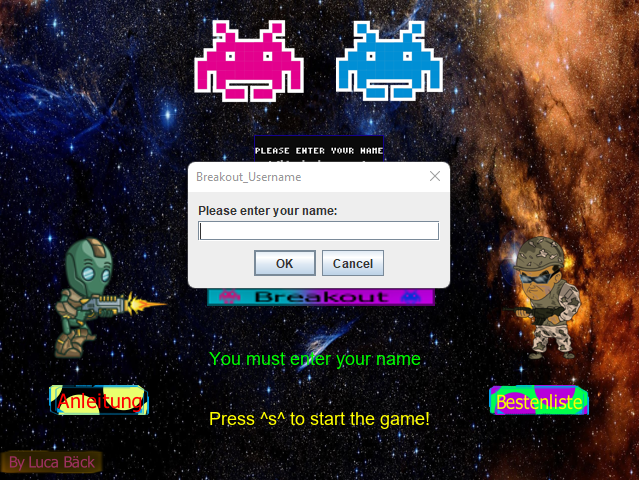 PLEASE ENTER YOUR NAME
Breakout_Username
Please enter your name:
OK
Cancel
Breakout
You must enter your name
Anleitung
Bestenliste
Press ^s^ to start the game!
By Luca Bäck